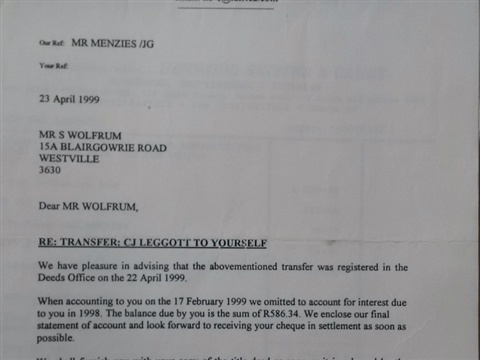 Our Ref: MR MENZIES /JG
Your Ref:
23 April 1999
MR S WOLFRUM
15A BLAIRGOWRIE ROAD
WESTVILLE
3630
Dear MR WOLFRUM,
RE: TRANSFER: CJ LEGGOTT TO YOURSELF
We have pleasure in advising that the abovementioned transfer was registered in the
Deeds Office on the 22 April 1999.
When accounting to you on the 17 February 1999 we omitted to account for interest due
to you in 1998. The balance due by you is the sum of R586.34. We enclose our final
statement of account and look forward to receiving your cheque in settlement as soon as
possible.